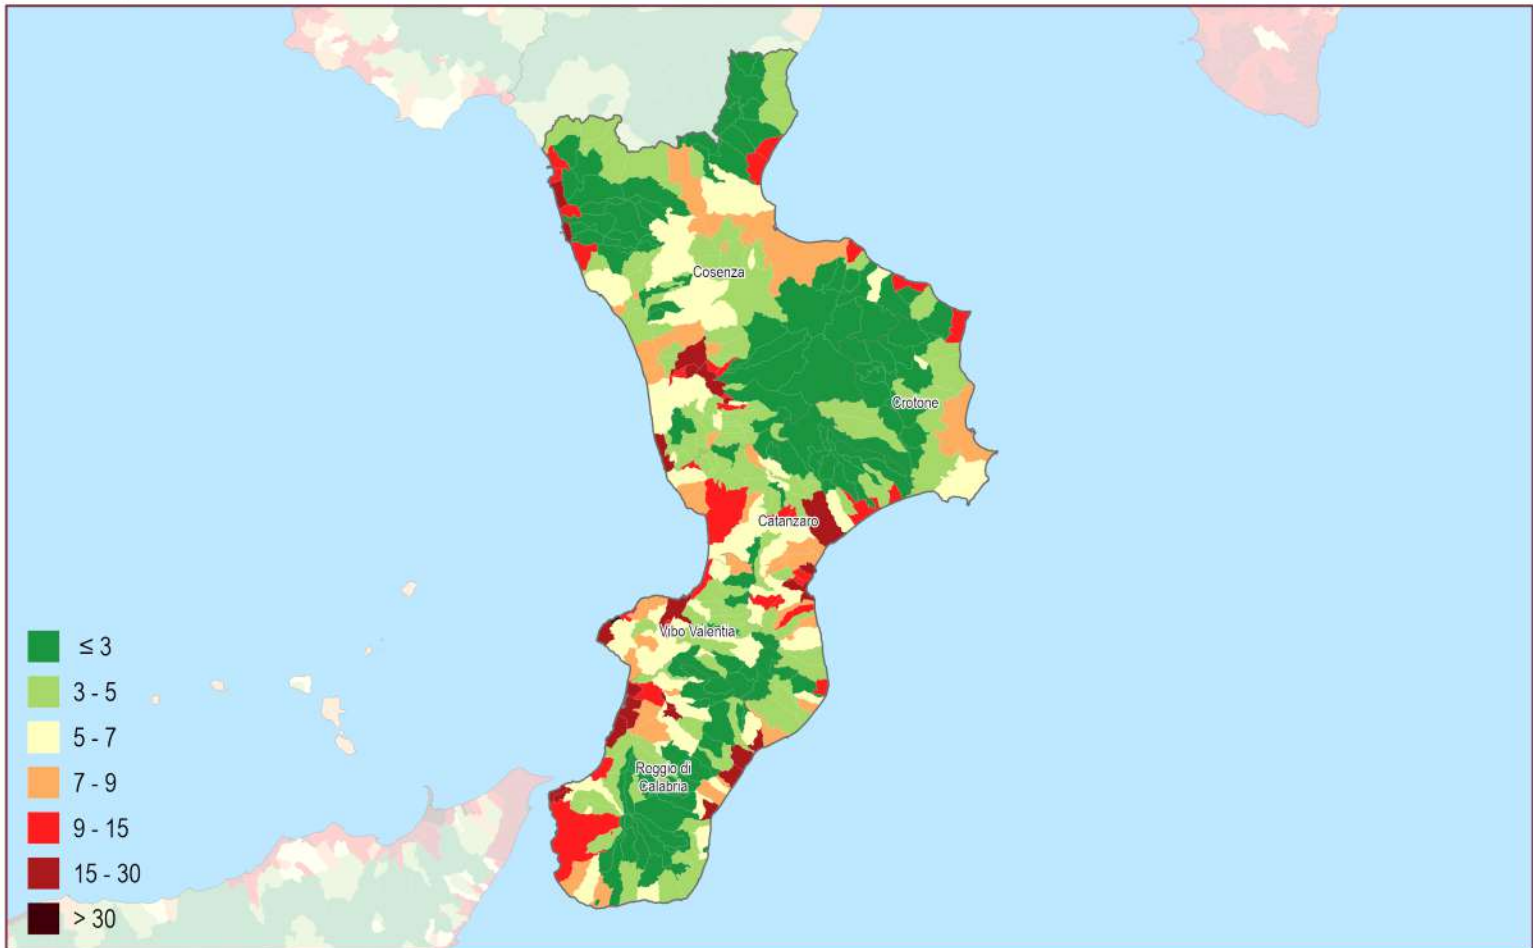 Cosenza
Crotone
Catanzaro
Vibo Valentia
Reggio di
Calabria
≤ 3
3 - 5
5 - 7
7 - 9
9 - 15
15 - 30
> 30